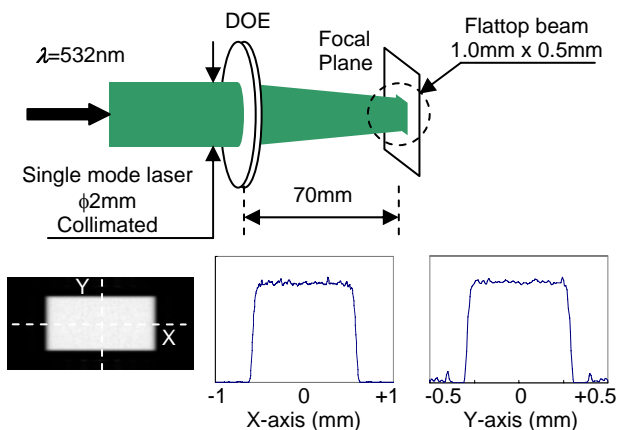 DOE
λ=532nm
Focal
Plane
Flattop beam
1.0mm x 0.5mm
Single mode laser
ϕ2mm
Collimated
70mm
Y
X
-1
0
+1
X-axis (mm)
-0.5
0
+0.5
Y-axis (mm)